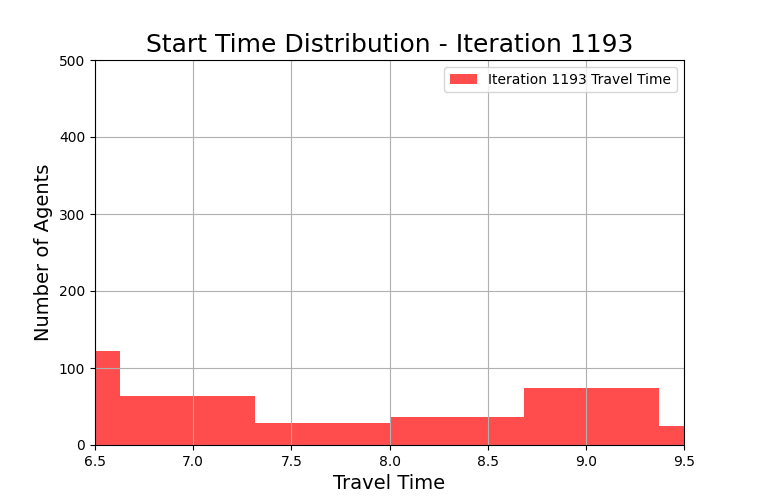 Start Time Distribution - Iteration 1193
Iteration 1193 Travel Time
Number of Agents
500
400
300
200
100
0
6.5 7.0 7.5 8.0 8.5 9.0 9.5
Travel Time